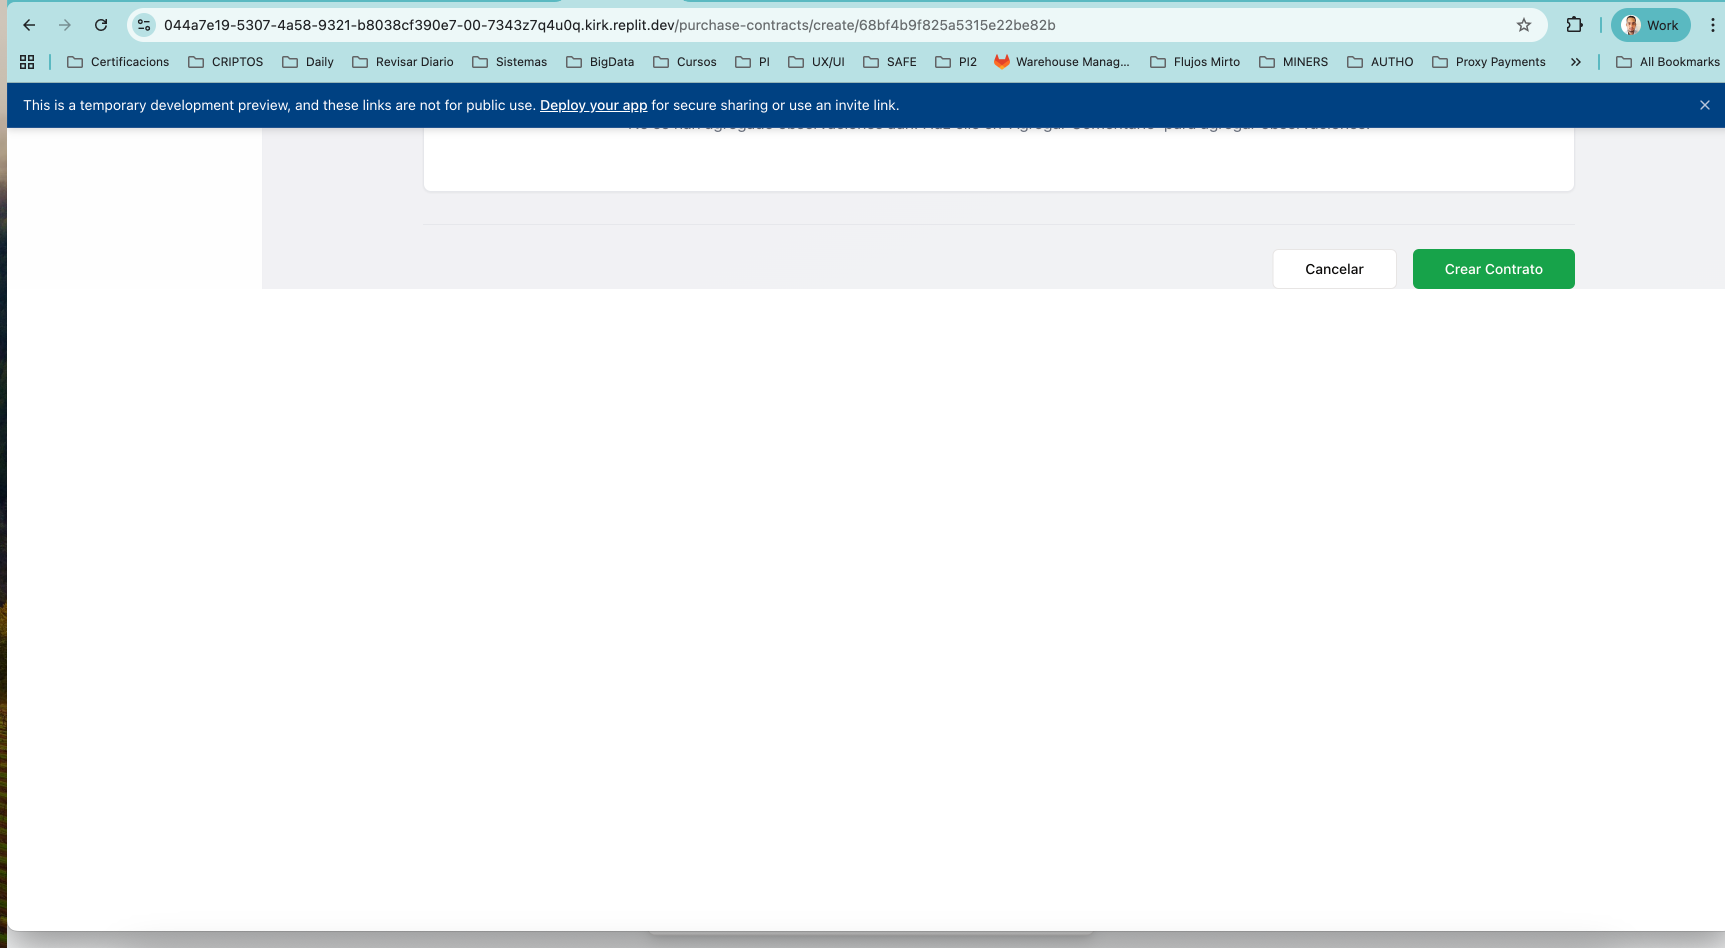 044a7e19-5307-4a58-9321-b8038cf390e7-00-7343z7q4u0q.kirk.replit.dev/purchase-contracts/create/68bf4b9f825a5315e22be82b
Work
Certificacions
CRIPTOS
Daily
Revisar Diario
Sistemas
BigData
Cursos
PI
UX/UI
SAFE
PI2
Warehouse Manag...
Flujos Mirto
MINERS
AUTHO
Proxy Payments
»
All Bookmarks
This is a temporary development preview, and these links are not for public use. Deploy your app for secure sharing or use an invite link.
Cancelar
Crear Contrato